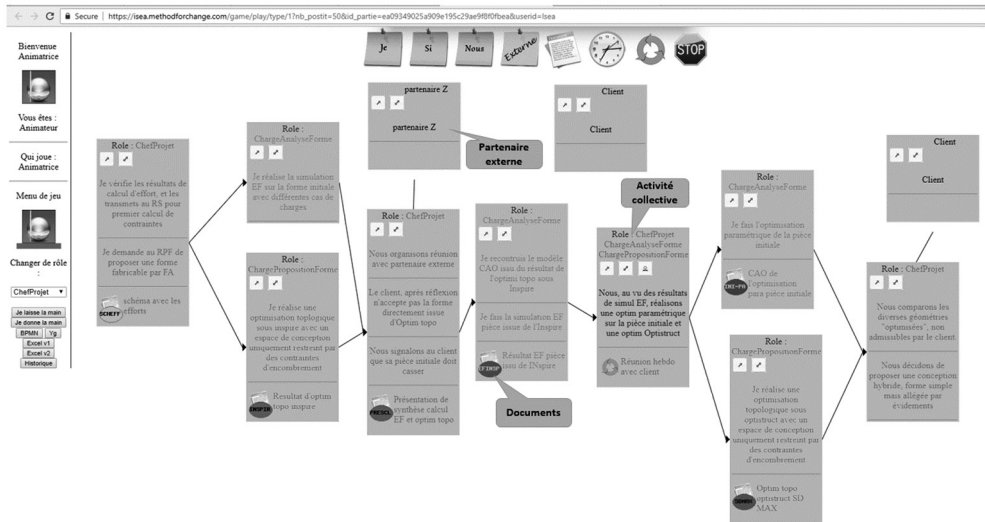 Secure | https://isea.methodforchange.com/game/play/type/1?nb_postit=50&id_partie=ea09349025a909e195c29ae9f8f0fbea&userid=Isea
Je
Si
Nous
Externe
STOP
Bienvenue
Animatrice
Vous êtes :
Animateur
Qui joue :
Animatrice
Menu de jeu
Changer de rôle
:
ChefProjet
Je laisse la main
Je donne la main
BPMN
Yg
Excel v1
Excel v2
Historique
Role : ChefProjet
Je vérifie les résultats de
calcul d'effort, et les
transmets au RS pour
premier calcul de
contraintes
Je demande au RPF de
proposer une forme
fabricable par FA
SCHEFF
schéma avec les
efforts
Role :
ChargeAnalyseForme
Je réalise la simulation
EF sur la forme initiale
avec différentes cas de
charges
Role :
ChargePropositionForme
Je réalise une
optimisation toplogique
sous inspire avec un
espace de conception
uniquement restreint par
des contraintes
d'encombrement
INSPIR
Resultat d'optim
topo inspire
partenaire Z
partenaire Z
Partenaire
externe
Role : ChefProjet
Nous organisons réunion
avec partenaire externe
Le client, après réflexion
n'accepte pas la forme
directement issue
d'Optim topo
Nous signalons au client
que sa pièce initiale doit
casser
PRESCL
Présentation de
synthèse calcul
EF et optim topo
Client
Client
Role :
ChargeAnalyseForme
Je recontruis le modèle
CAO issu du résultat de
l'optimi topo sous
Inspire
Je fais la simulation EF
pièce issue de l'Inspire
EFINSP
Résultat EF pièce
issu de INspire
Documents
Activité
collective
Role : ChefProjet
ChargeAnalyseForme
ChargePropositionForme
Nous, au vu des résultats
de simul EF, réalisons
une optim paramétrique
sur la pièce initiale et
une optim Optistruct
Réunion hebdo
avec client
Role :
ChargeAnalyseForme
Je fais l'optimisation
paramétrique de la pièce
initiale
INI-PA
CAO de
l'optimisation
para pièce initiale
Role :
ChargePropositionForme
Je réalise une
optimisation
topologique sous
optistruct avec un
espace de conception
uniquement restreint par
des contraintes
d'encombrement
Optim topo
optistruct SD
MAX
Client
Client
Role : ChefProjet
Nous comparons les
diverses géométries
"optimisées", non
admissibles par le client
Nous décidons de
proposer une conception
hybride, forme simple
mais allégée par
évidements